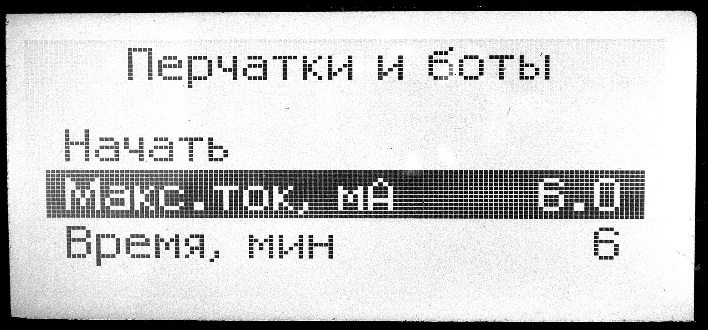 Перчатки и боты
Начать
Макс.ток, мА 6.0
Время, мин 6